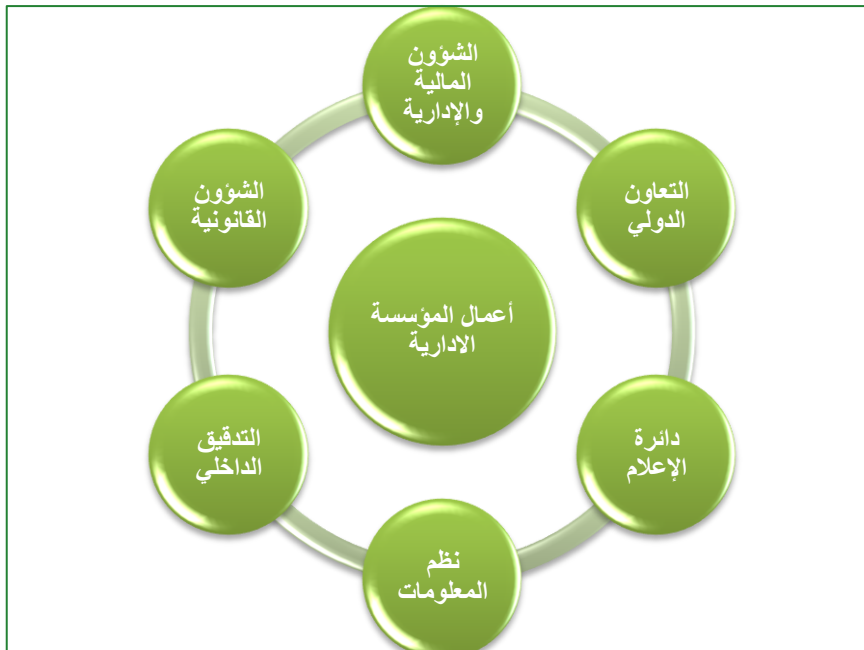 الشؤون
المالية
والإدارية
التعاون
الدولي
دائرة
الإعلام
نظم
المعلومات
التدقيق
الداخلي
الشؤون
القانونية
أعمال المؤسسة
الادارية